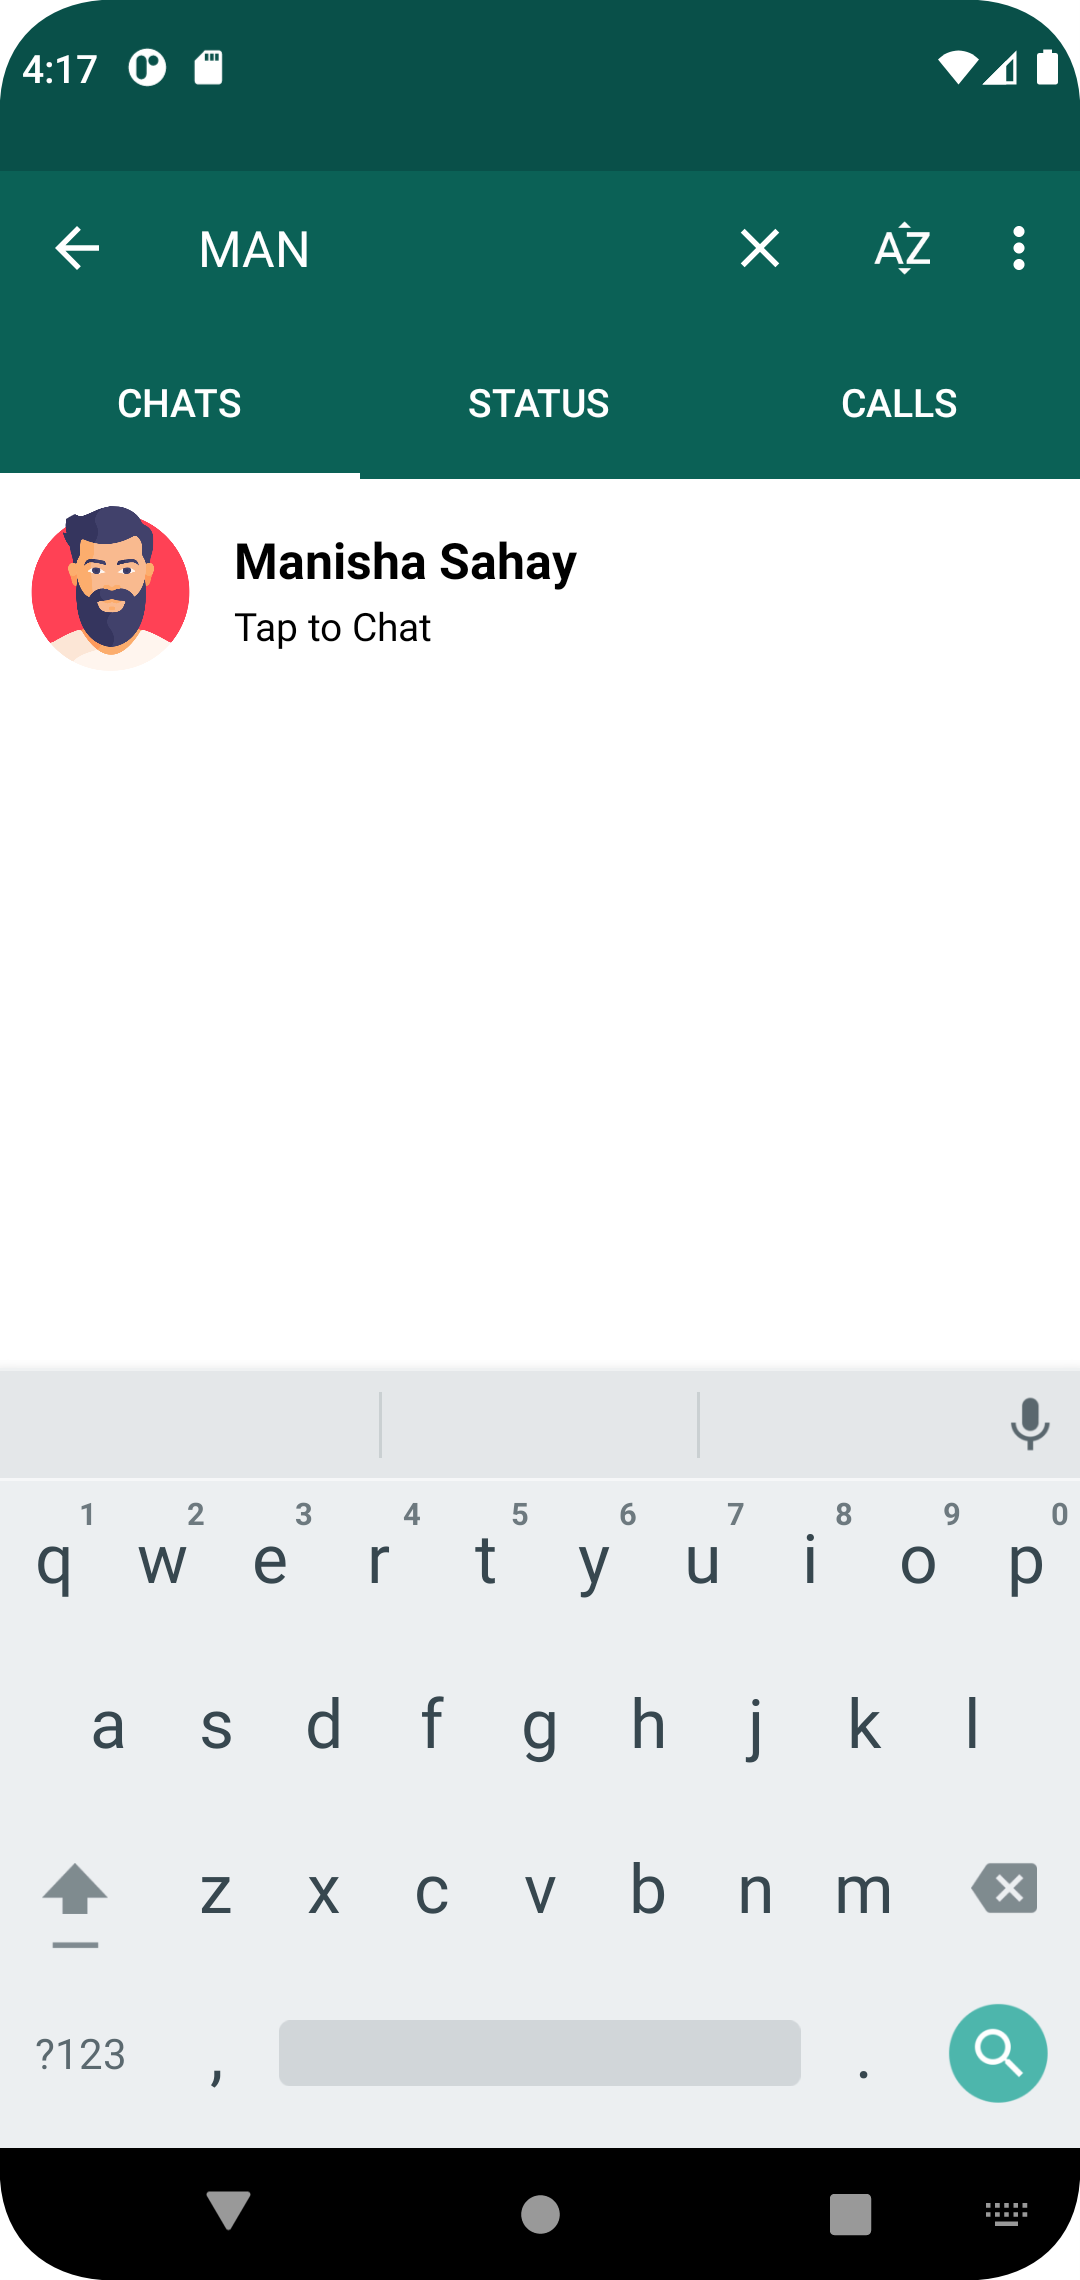 4:17
MAN
AZ
CHATS STATUS CALLS
Manisha Sahay
Tap to Chat
1 2 3 4 5 6 7 8 9 0
q w e r t y u i o p
a s d f g h j k l
z x c v b n m
?123 , .